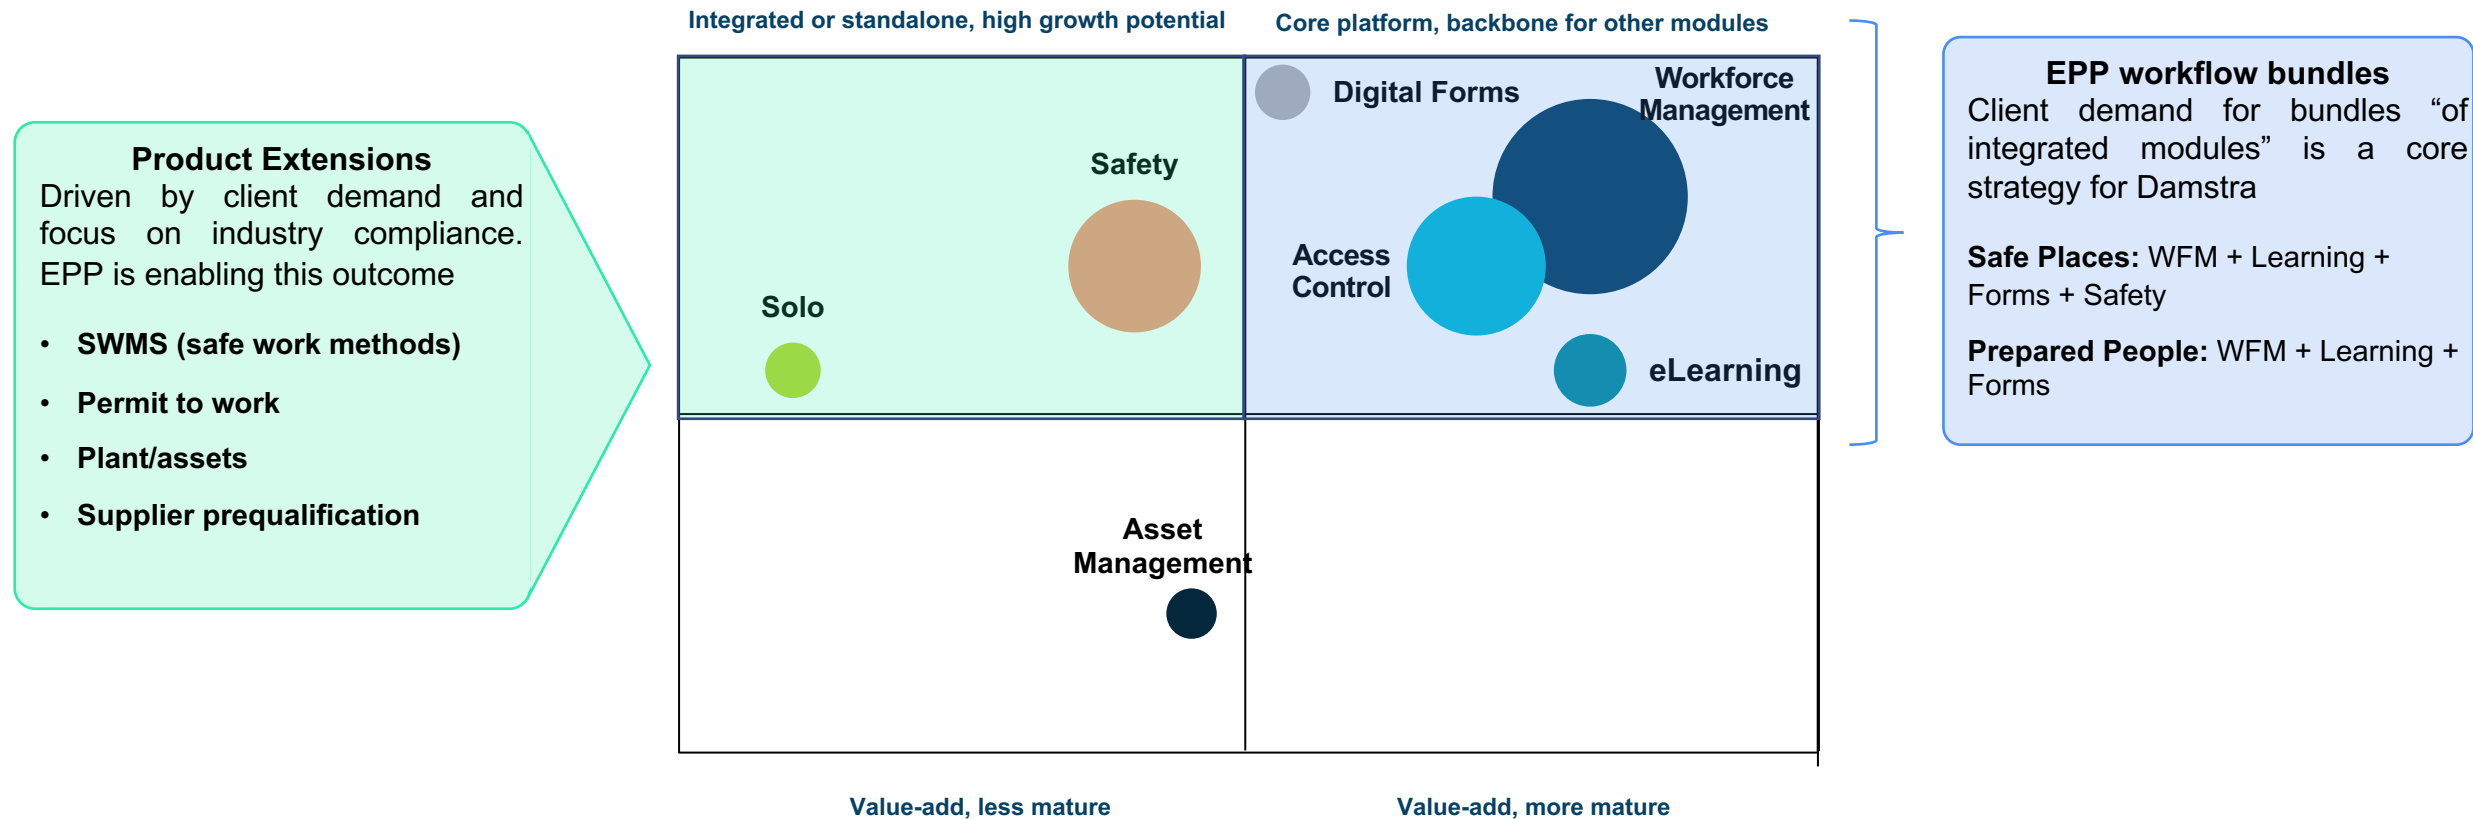 Integrated or standalone, high growth potential
Core platform, backbone for other modules
Product Extensions
Driven by client demand and
focus on industry compliance.
EPP is enabling this outcome
• SWMS (safe work methods)
• Permit to work
• Plant/assets
• Supplier prequalification
Safety
Solo
Digital Forms
Workforce
Management
Access
Control
eLearning
Asset
Management
EPP workflow bundles
Client demand for bundles “of
integrated modules” is a core
strategy for Damstra
Safe Places: WFM + Learning +
Forms + Safety
Prepared People: WFM + Learning +
Forms
Value-add, less mature
Value-add, more mature